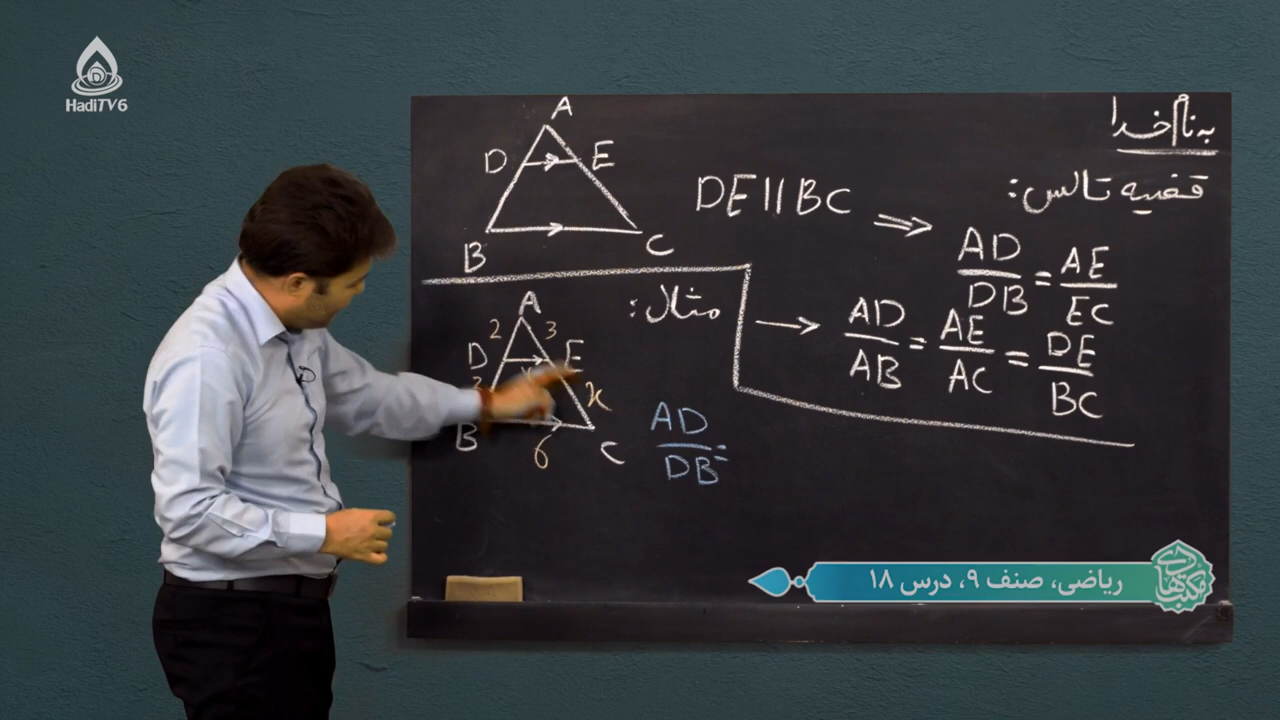 HadiTV6
به نام خدا
قضیه تالس:
A
D E
B C
DE||BC ⇒ AD/DB = AE/EC
→ AD/AB = AE/AC = DE/BC
مثال:
A
2 3
D E
x
B C
6
AD/DB =
ریاضی، صنف ۹، درس ۱۸